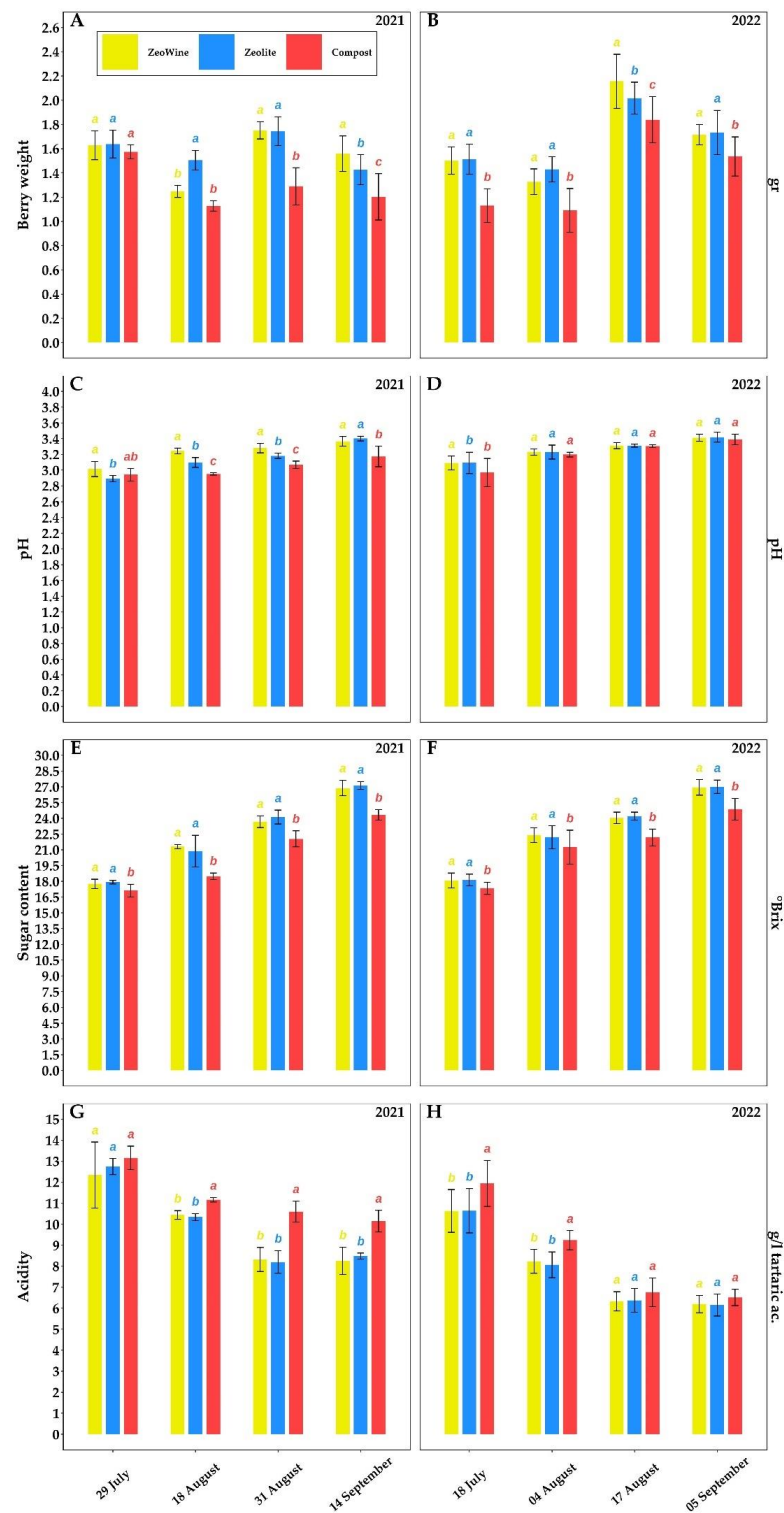 A 2021
B 2022
ZeoWine Zeolite Compost
2.6
2.4
2.2
2.0
1.8
1.6
1.4
1.2
1.0
0.8
0.6
0.4
0.2
0.0
Berry weight
a a a
b a b
a a b
a b c
a a b
a a b
a b c
a a b
gr
C 2021
D 2022
4.0
3.8
3.6
3.4
3.2
3.0
2.8
2.6
2.4
2.2
2.0
1.8
1.6
1.4
1.2
1.0
0.8
0.6
0.4
0.2
0.0
pH
a b ab
a b c
a b c
a a b
a b b
a a a
a a a
a a a
pH
E 2021
F 2022
30.0
28.5
27.0
25.5
24.0
22.5
21.0
19.5
18.0
16.5
15.0
13.5
12.0
10.5
9.0
7.5
6.0
4.5
3.0
1.5
0.0
Sugar content
a a b
a a b
a a b
a a b
a a b
a a b
a a b
a a b
°Brix
G 2021
H 2022
15
14
13
12
11
10
9
8
7
6
5
4
3
2
1
0
Acidity
a a a
b b a
b b a
b b a
b b a
b b a
a a a
a a a
g/l tartaric ac.
29 July
18 August
31 August
14 September
18 July
04 August
17 August
05 September